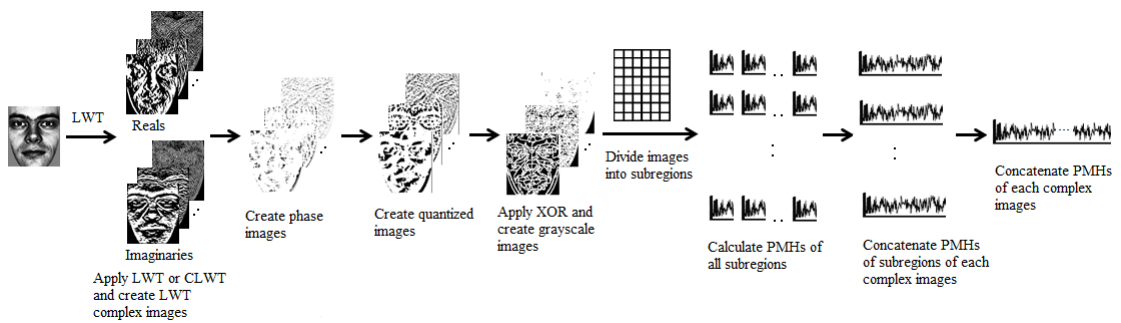 LWT
Reals
Imaginaries
Apply LWT or CLWT
and create LWT
complex images
Create phase
images
Create quantized
images
Apply XOR and
create grayscale
images
Divide images
into subregions
Calculate PMHs of
all subregions
Concatenate PMHs
of subregions of each
complex images
Concatenate PMHs
of each complex
images